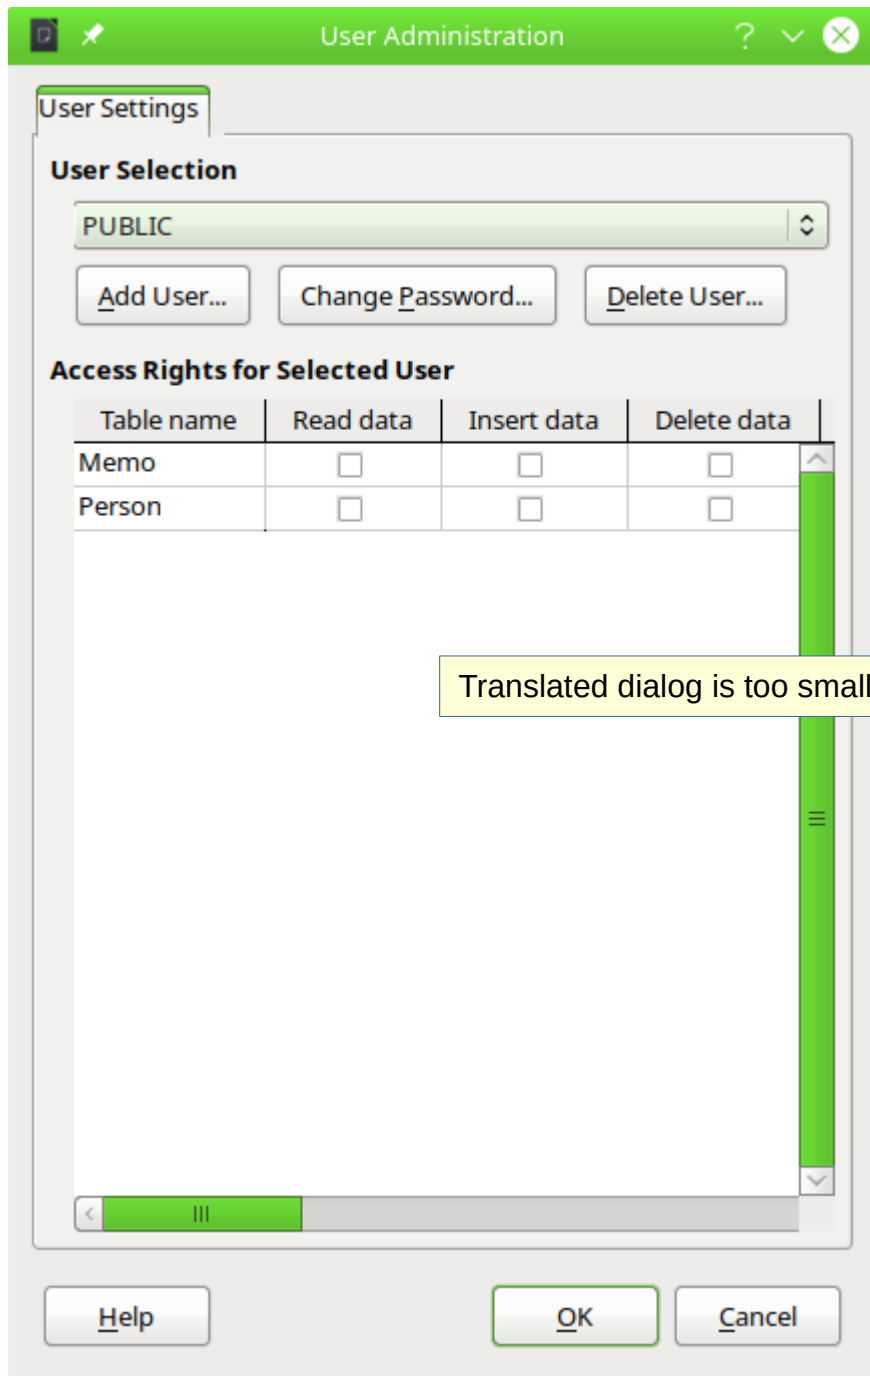 User Administration
User Settings
User Selection
PUBLIC
Add User... Change Password... Delete User...
Access Rights for Selected User
Table name Read data Insert data Delete data
Memo
Person
Translated dialog is too small
Help OK Cancel